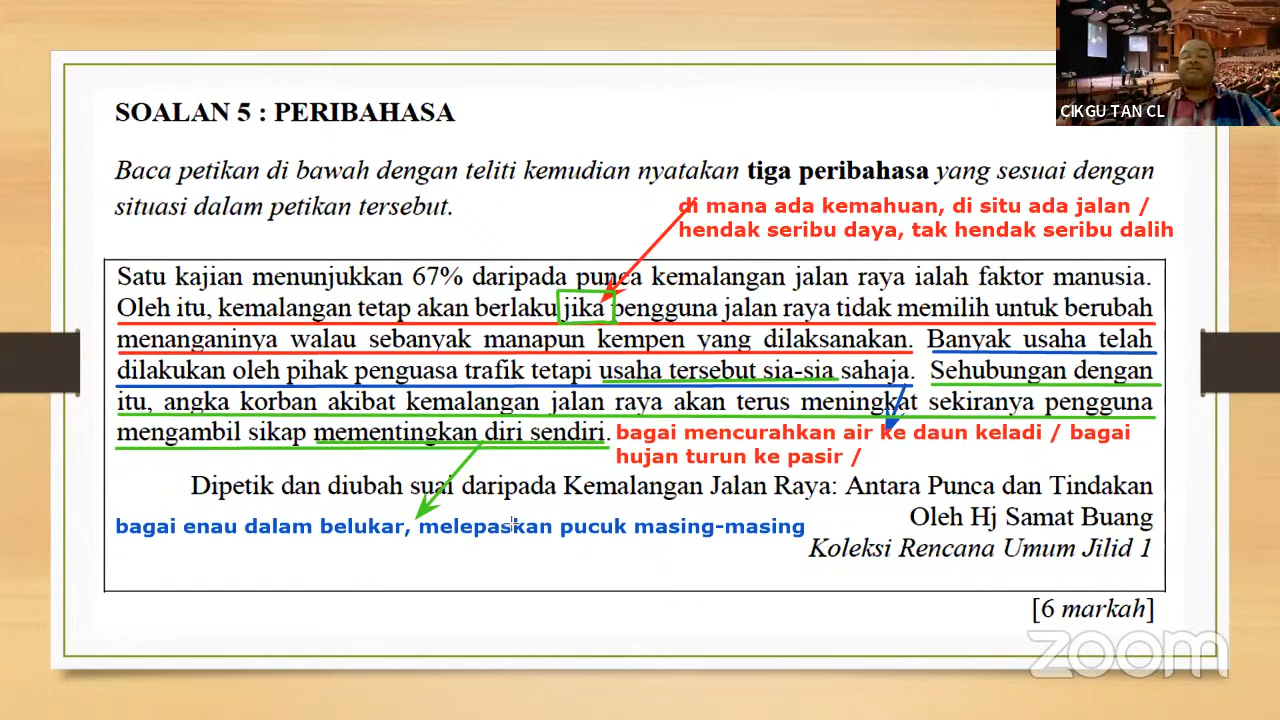 CIKGU TAN CL
SOALAN 5 : PERIBAHASA
Baca petikan di bawah dengan teliti kemudian nyatakan tiga peribahasa yang sesuai dengan
situasi dalam petikan tersebut.
di mana ada kemahuan, di situ ada jalan /
hendak seribu daya, tak hendak seribu dalih
Satu kajian menunjukkan 67% daripada punca kemalangan jalan raya ialah faktor manusia.
Oleh itu, kemalangan tetap akan berlaku jika pengguna jalan raya tidak memilih untuk berubah
menanganinya walau sebanyak manapun kempen yang dilaksanakan. Banyak usaha telah
dilakukan oleh pihak penguasa trafik tetapi usaha tersebut sia-sia sahaja. Sehubungan dengan
itu, angka korban akibat kemalangan jalan raya akan terus meningkat sekiranya pengguna
mengambil sikap mementingkan diri sendiri.
bagai mencurahkan air ke daun keladi / bagai
hujan turun ke pasir /
Dipetik dan diubah suai daripada Kemalangan Jalan Raya: Antara Punca dan Tindakan
Oleh Hj Samat Buang
bagai enau dalam belukar, melepaskan pucuk masing-masing
Koleksi Rencana Umum Jilid 1
[6 markah]
zoom